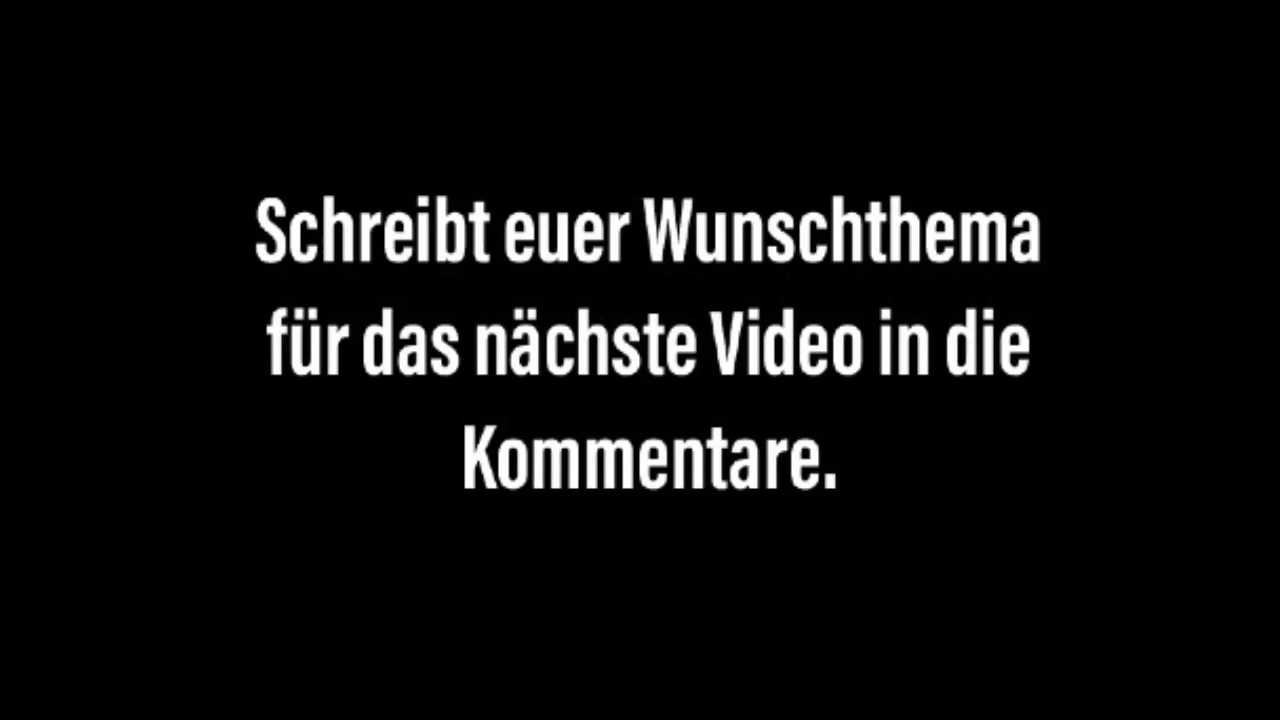 Schreibt euer Wunschthema
für das nächste Video in die
Kommentare.